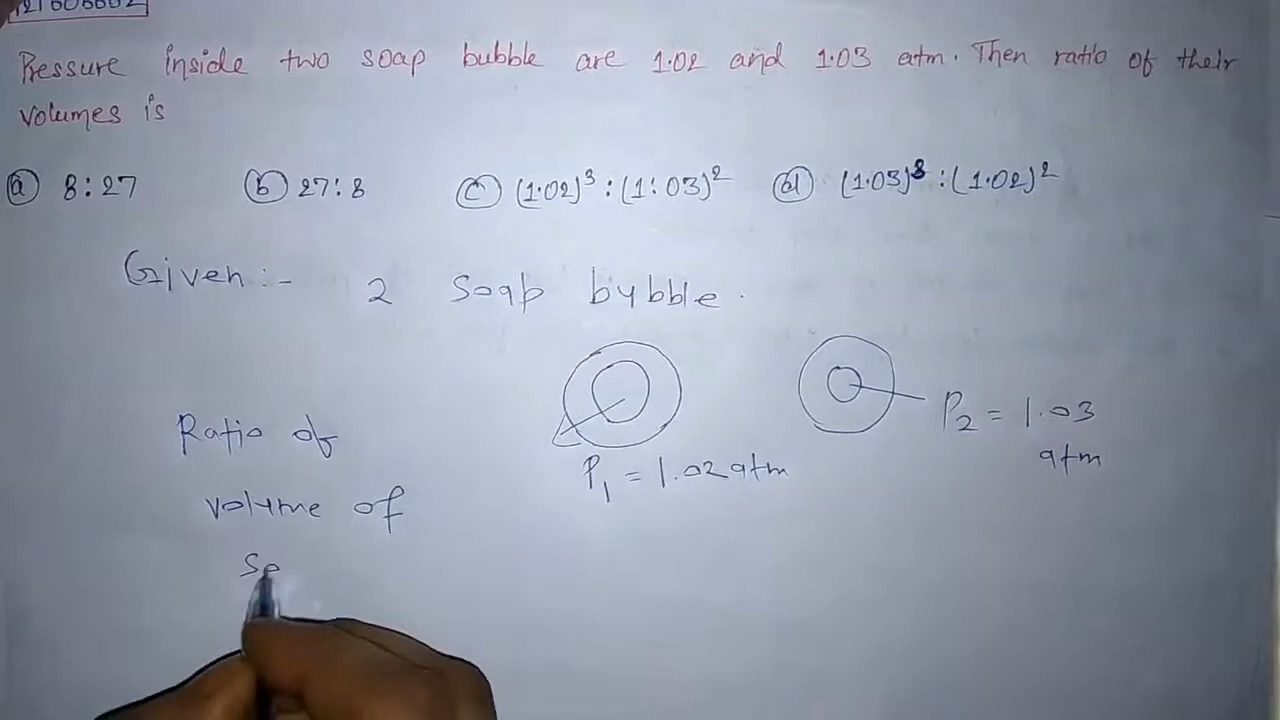 Pressure inside two soap bubble are 1.02 and 1.03 atm. Then ratio of their
volumes is
(a) 8:27 (b) 27:8 (c) (1.02)³ : (1:03)² (d) (1.03)³ : (1.02)²
Given :- 2 soap bubble.
P₂ = 1.03
atm
Ratio of
P₁ = 1.02 atm
volume of
so